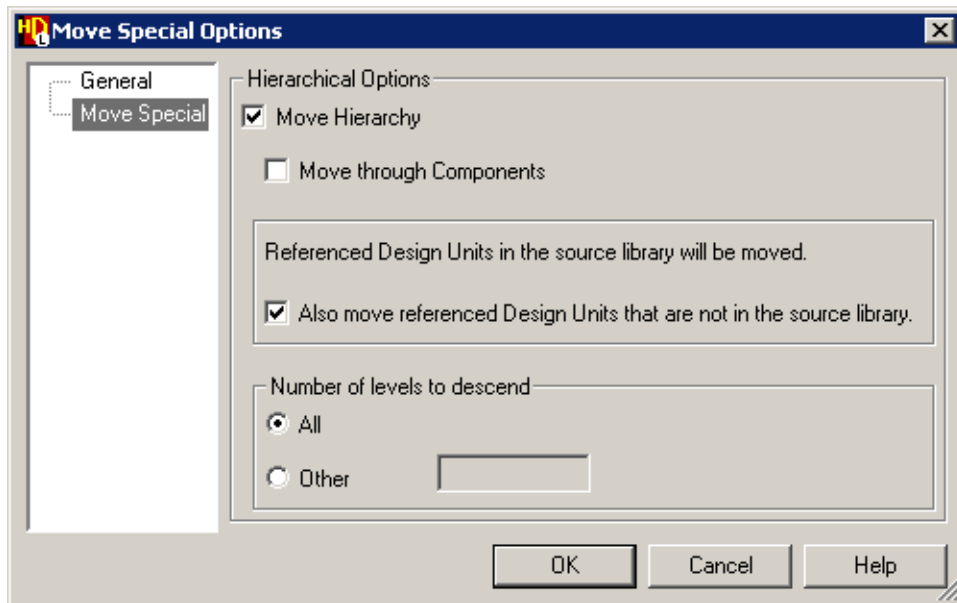 HDL Move Special Options
General
Move Special
Hierarchical Options
Move Hierarchy
Move through Components
Referenced Design Units in the source library will be moved.
Also move referenced Design Units that are not in the source library.
Number of levels to descend
All
Other
OK Cancel Help